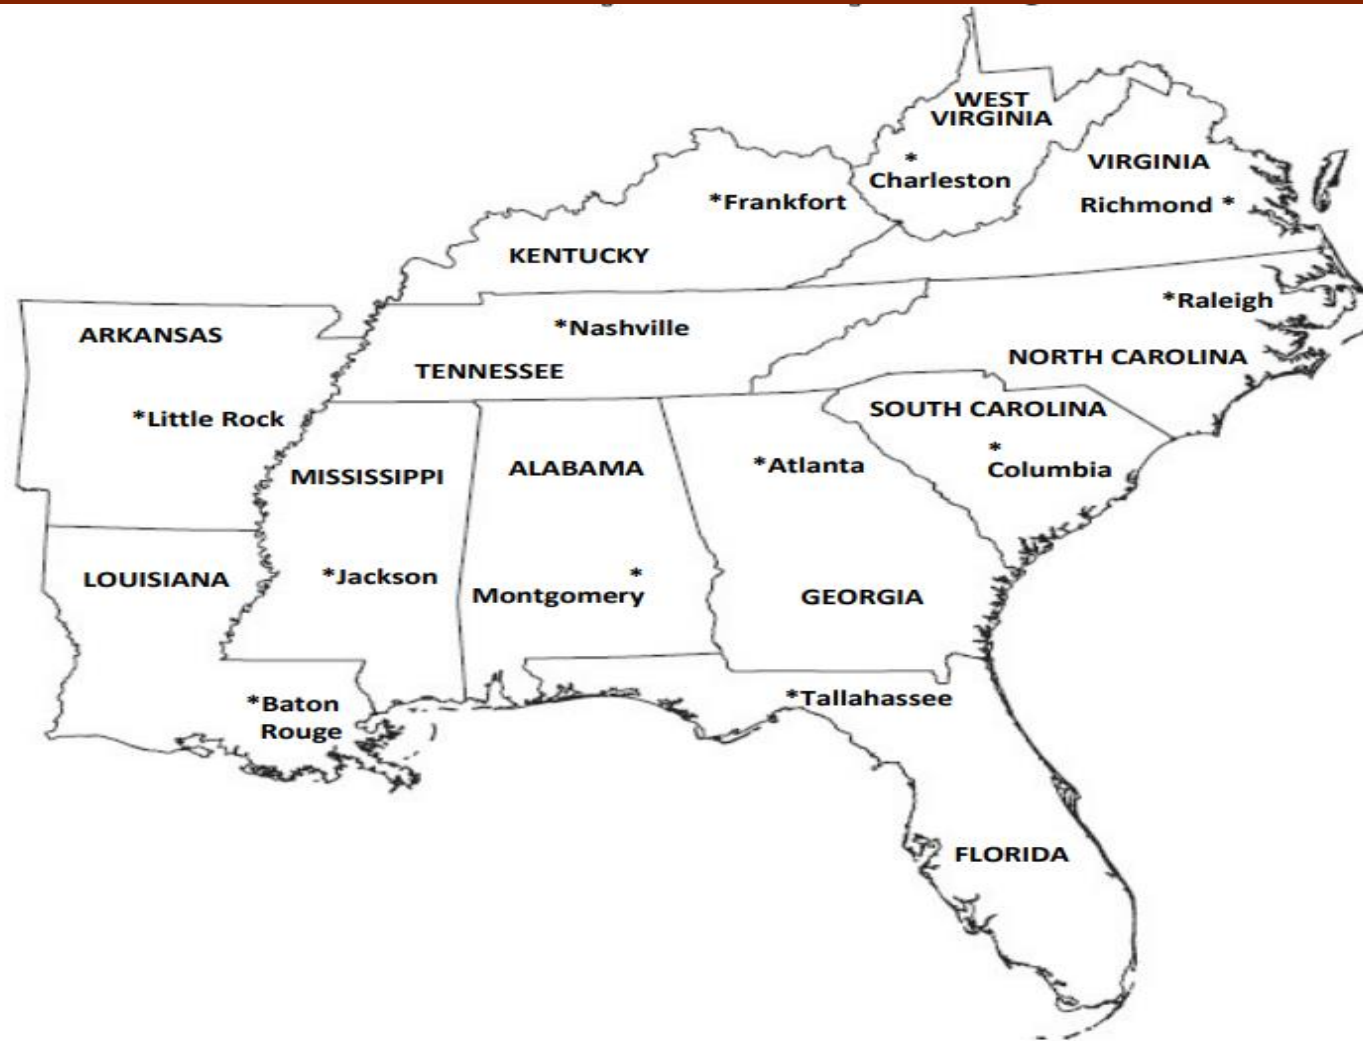 WEST
VIRGINIA
*
Charleston
VIRGINIA
Richmond *
*Frankfort
KENTUCKY
*Raleigh
NORTH CAROLINA
*Nashville
TENNESSEE
ARKANSAS
*Little Rock
SOUTH CAROLINA
*
Columbia
*Atlanta
GEORGIA
ALABAMA
*
Montgomery
MISSISSIPPI
*Jackson
LOUISIANA
*Baton
Rouge
*Tallahassee
FLORIDA